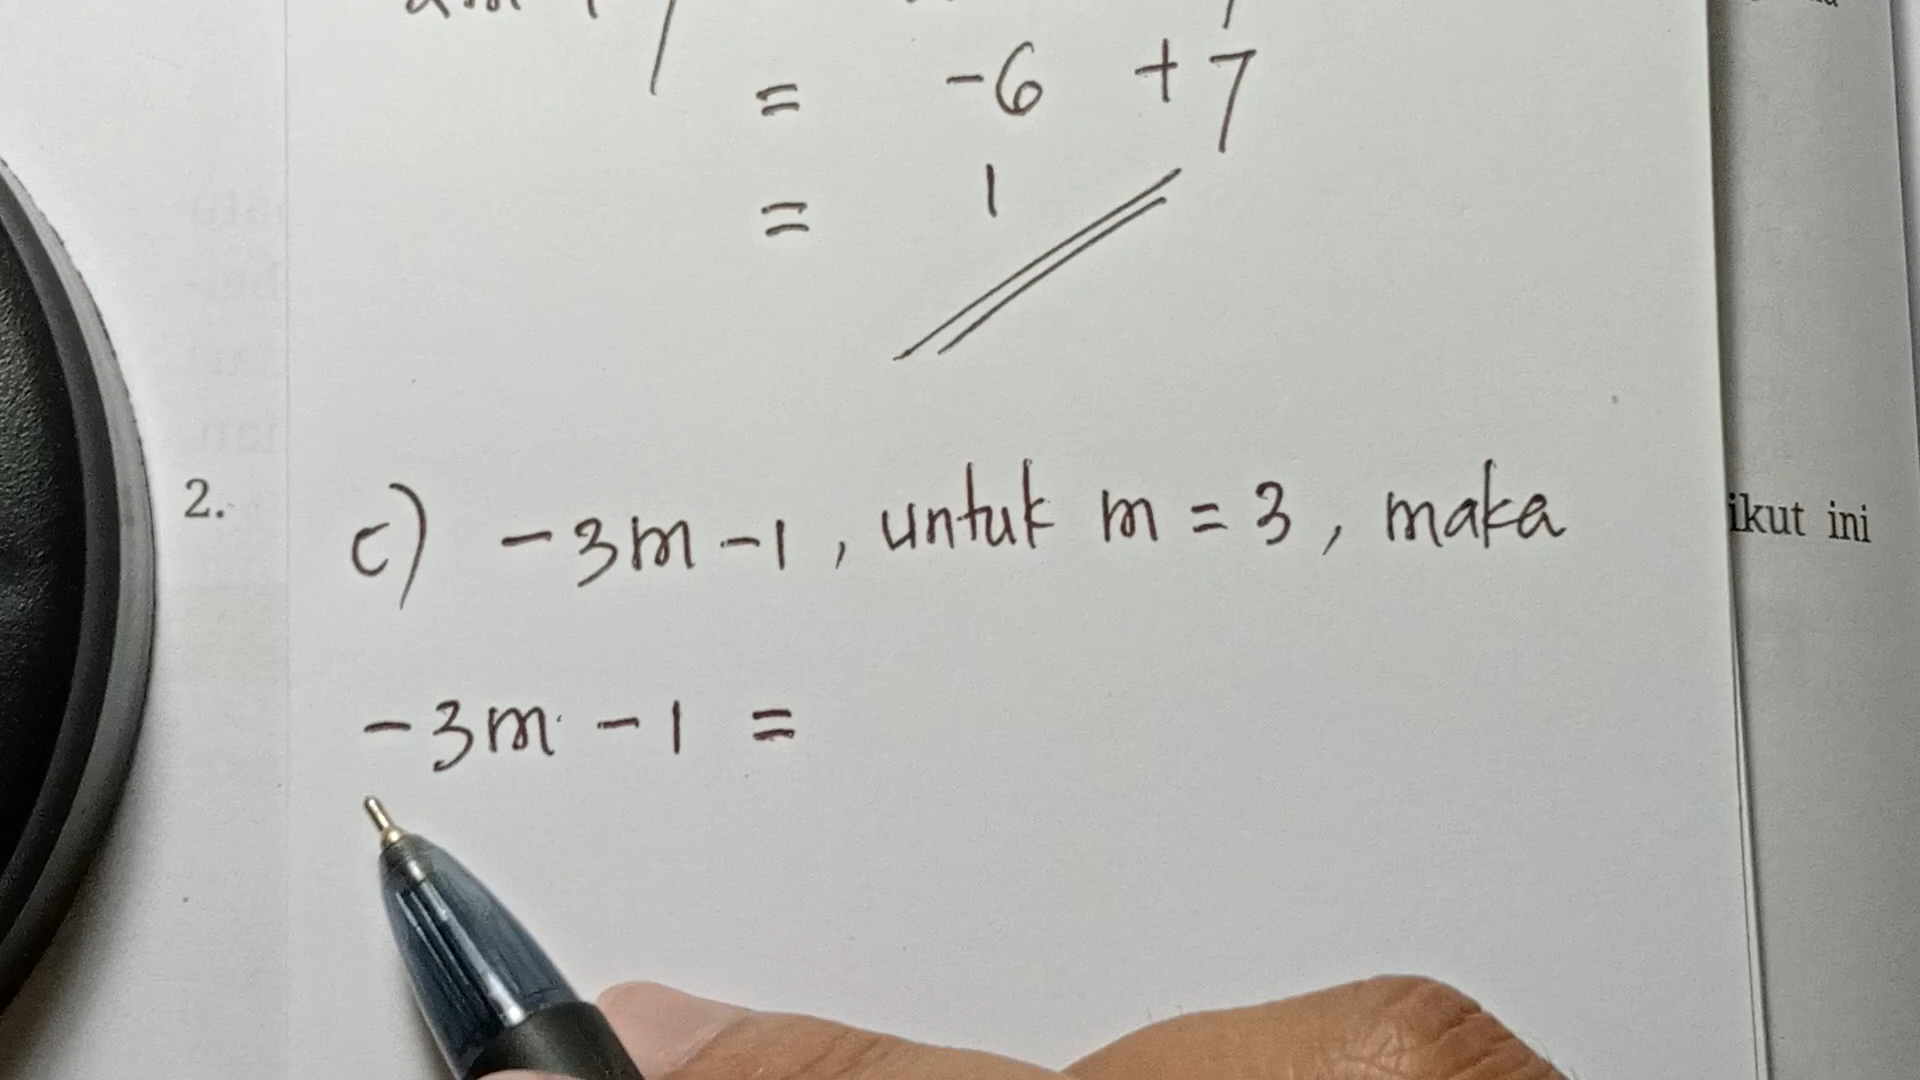 = -6 + 7
= 1
2. c) -3m - 1, untuk m = 3, maka
ikut ini
-3m - 1 =